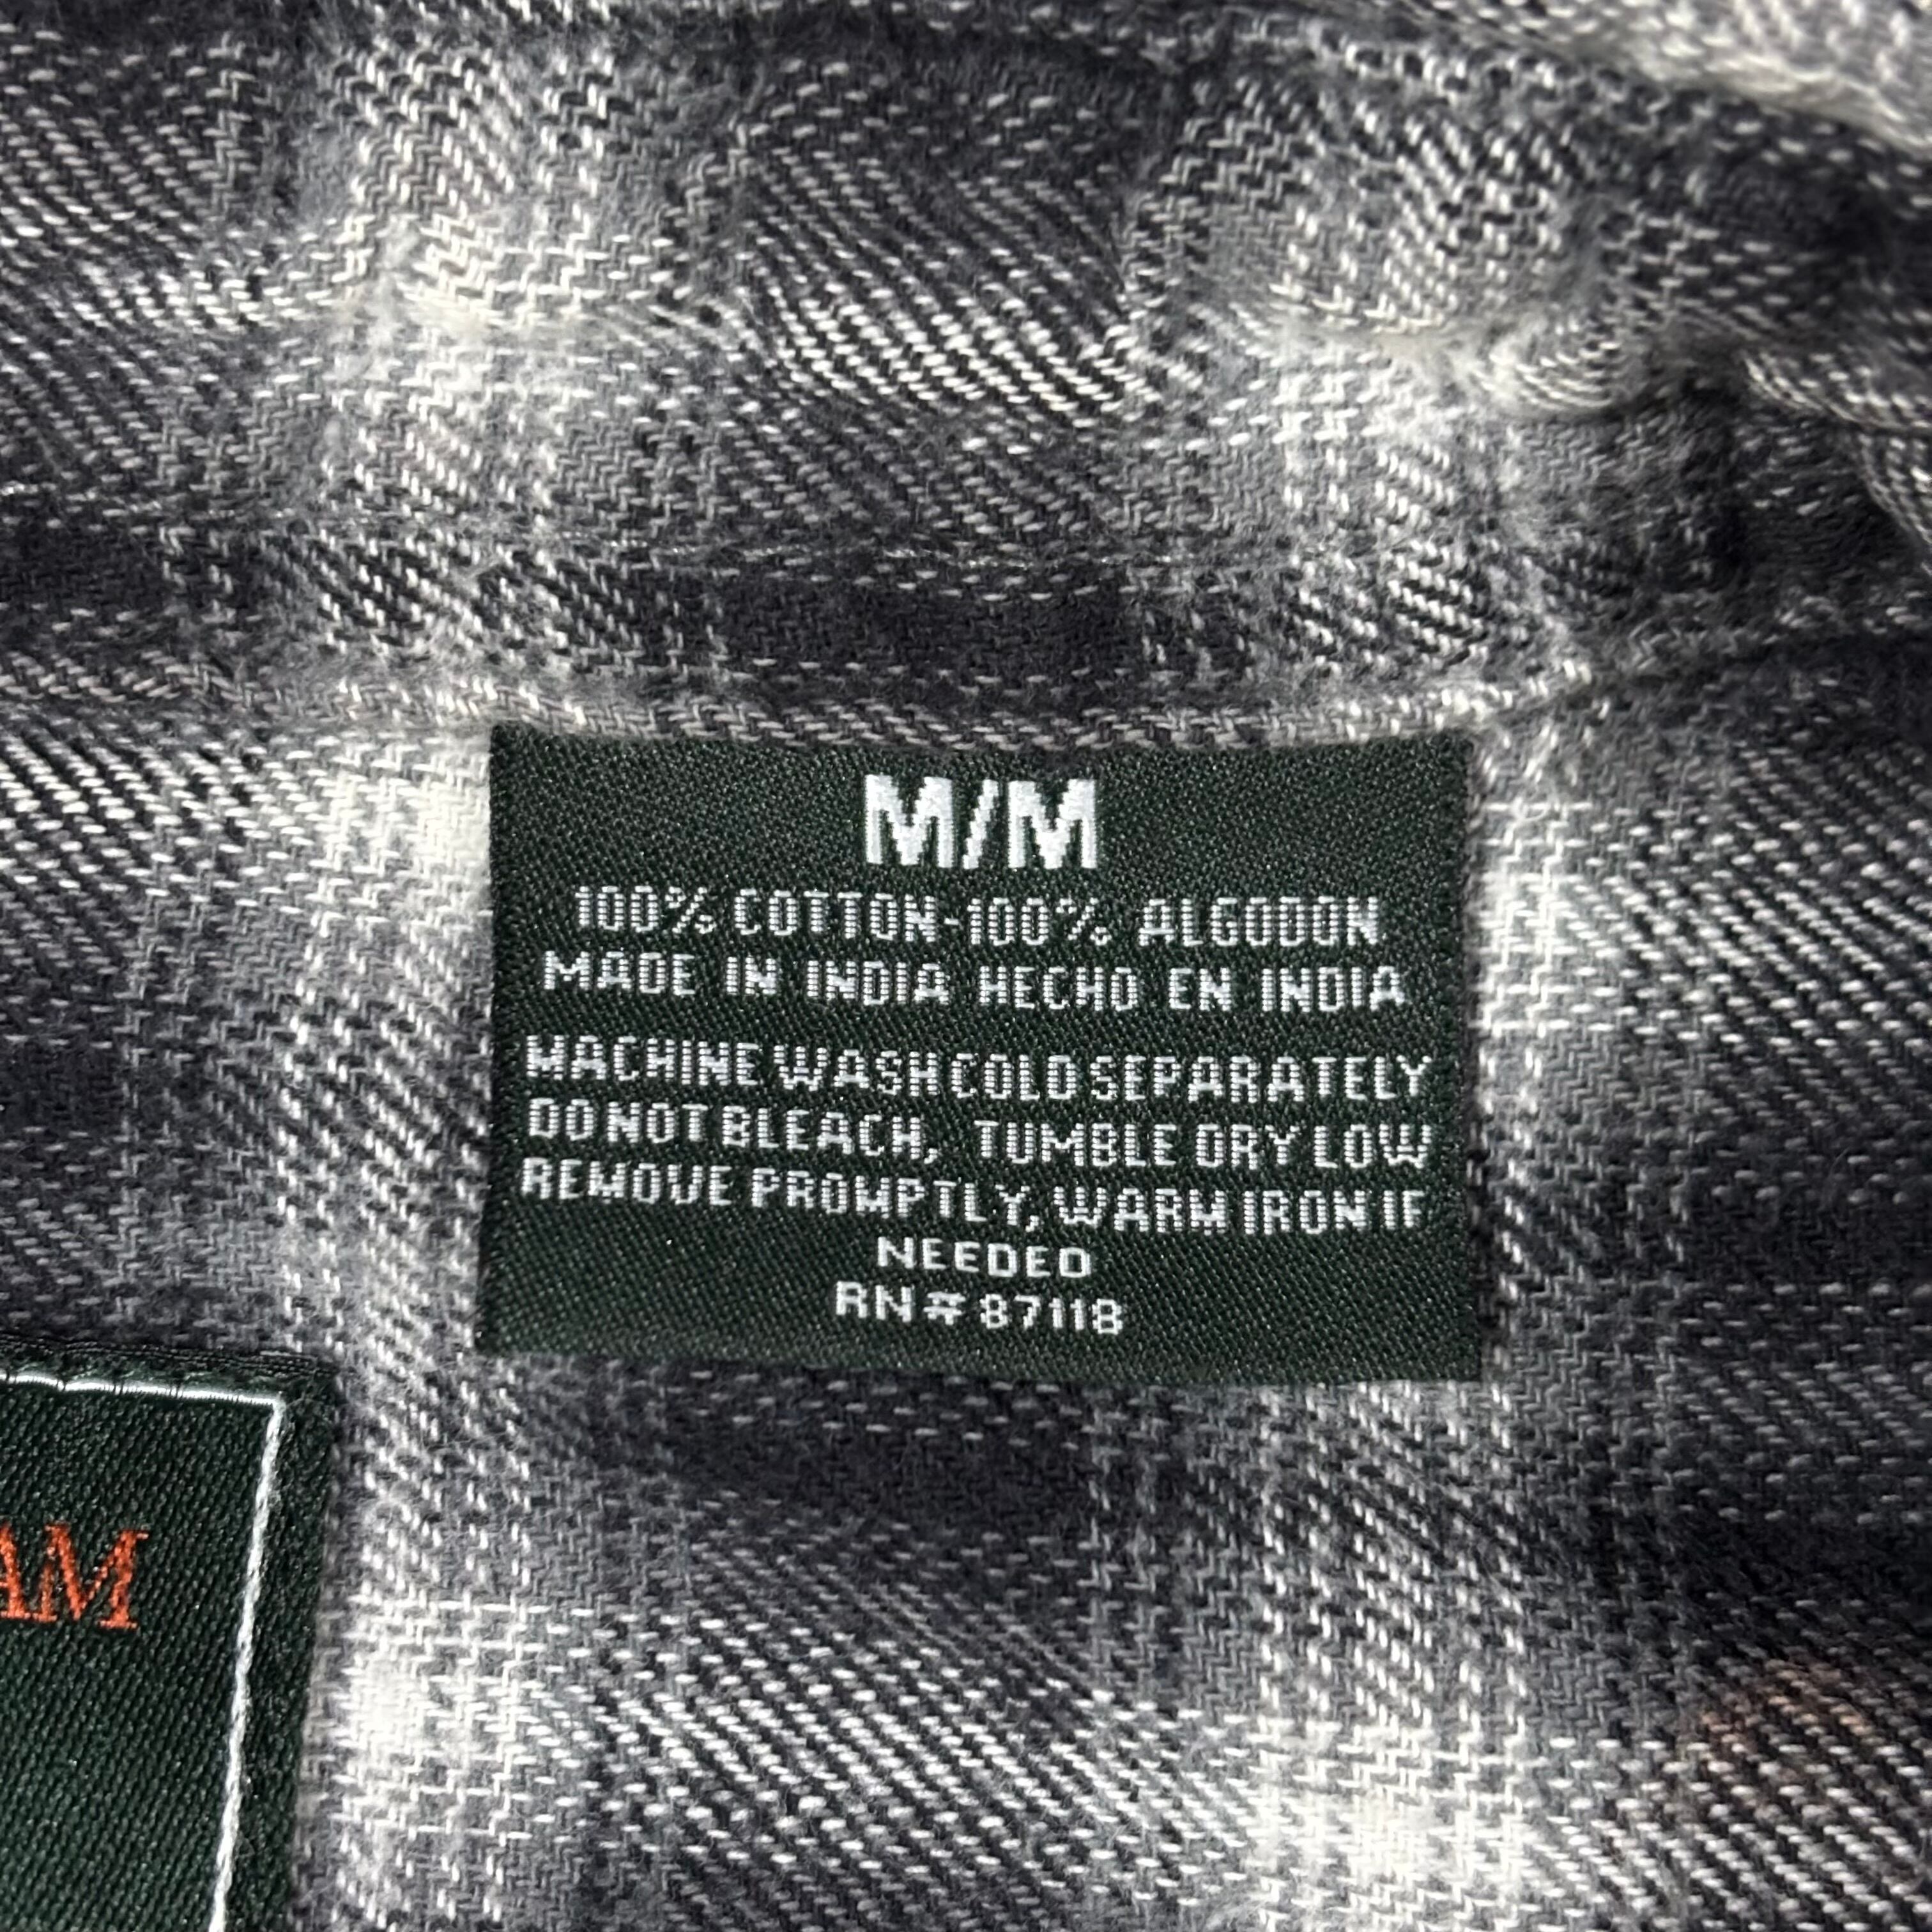 M/M
100% COTTON-100% ALGODON
MADE IN INDIA HECHO EN INDIA
MACHINE WASH COLD SEPARATELY
DO NOT BLEACH, TUMBLE DRY LOW
REMOVE PROMPTLY, WARM IRON IF
NEEDED
RN# 87118
AM